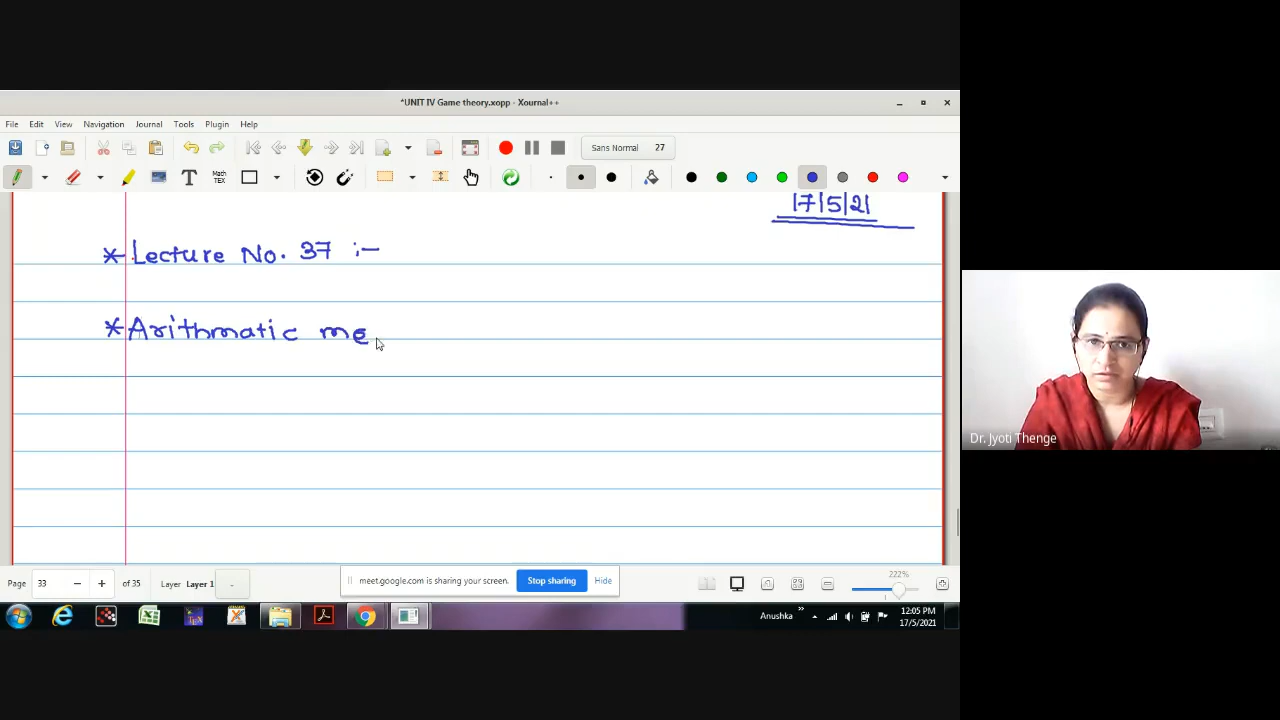 *UNIT IV Game theory.xopp - Xournal++
File Edit View Navigation Journal Tools Plugin Help
Sans Normal 27
17/5/21
* Lecture No. 37 :-
* Arithmatic me
Dr. Jyoti Thenge
Page 33 of 35 Layer Layer 1
meet.google.com is sharing your screen. Stop sharing Hide
222%
Anushka 12:05 PM
17/5/2021